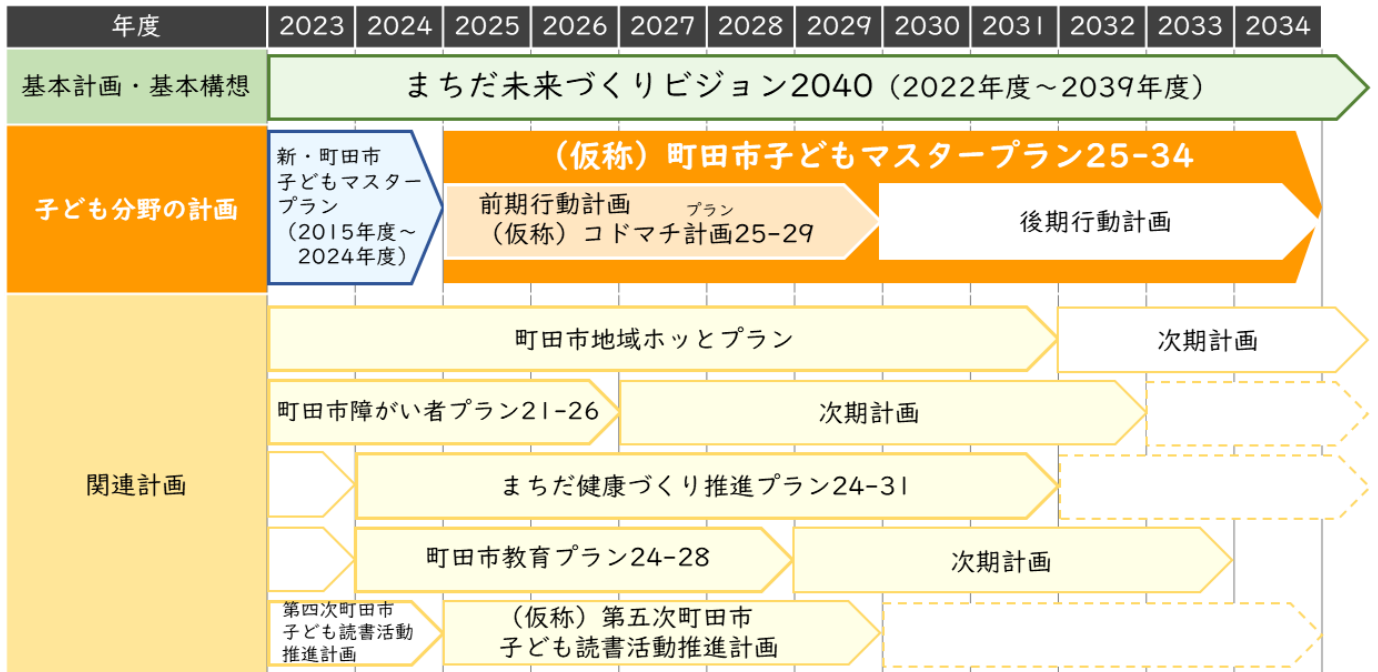 年度 2023 2024 2025 2026 2027 2028 2029 2030 2031 2032 2033 2034
基本計画・基本構想
まちだ未来づくりビジョン2040（2022年度～2039年度）
子ども分野の計画
新・町田市
子どもマスター
プラン
（2015年度～
2024年度）
（仮称）町田市子どもマスタープラン25-34
前期行動計画
プラン
（仮称）コドマチ計画25-29
後期行動計画
関連計画
町田市地域ホッとプラン
次期計画
町田市障がい者プラン21-26
次期計画
まちだ健康づくり推進プラン24-31
町田市教育プラン24-28
次期計画
第四次町田市
子ども読書活動
推進計画
（仮称）第五次町田市
子ども読書活動推進計画